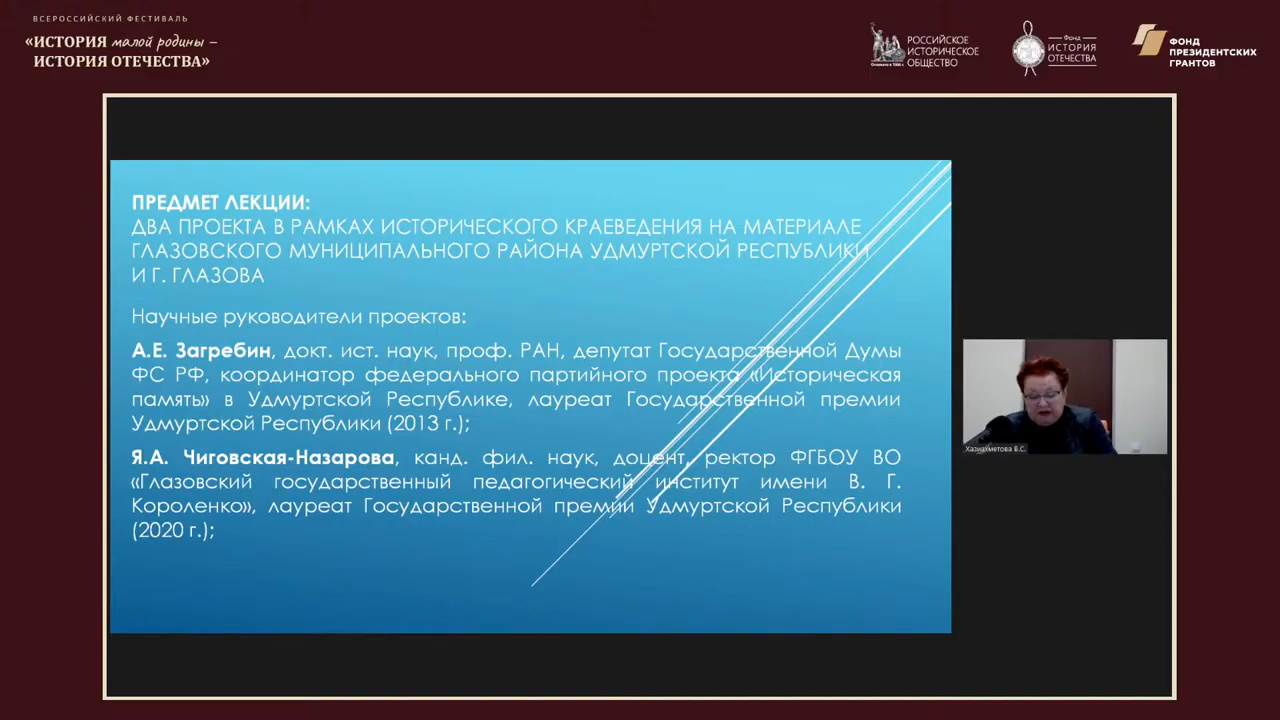 ВСЕРОССИЙСКИЙ ФЕСТИВАЛЬ
«ИСТОРИЯ малой родины –
ИСТОРИЯ ОТЕЧЕСТВА»
РОССИЙСКОЕ
ИСТОРИЧЕСКОЕ
ОБЩЕСТВО
Основано в 1866 г.
Фонд
ИСТОРИЯ
ОТЕЧЕСТВА
ФОНД
ПРЕЗИДЕНТСКИХ
ГРАНТОВ
ПРЕДМЕТ ЛЕКЦИИ:
ДВА ПРОЕКТА В РАМКАХ ИСТОРИЧЕСКОГО КРАЕВЕДЕНИЯ НА МАТЕРИАЛЕ
ГЛАЗОВСКОГО МУНИЦИПАЛЬНОГО РАЙОНА УДМУРТСКОЙ РЕСПУБЛИКИ
И Г. ГЛАЗОВА
Научные руководители проектов:
А.Е. Загребин, докт. ист. наук, проф. РАН, депутат Государственной Думы
ФС РФ, координатор федерального партийного проекта «Историческая
память» в Удмуртской Республике, лауреат Государственной премии
Удмуртской Республики (2013 г.);
Я.А. Чиговская-Назарова, канд. фил. наук, доцент, ректор ФГБОУ ВО
«Глазовский государственный педагогический институт имени В. Г.
Короленко», лауреат Государственной премии Удмуртской Республики
(2020 г.);
Хазиахметова В.С.